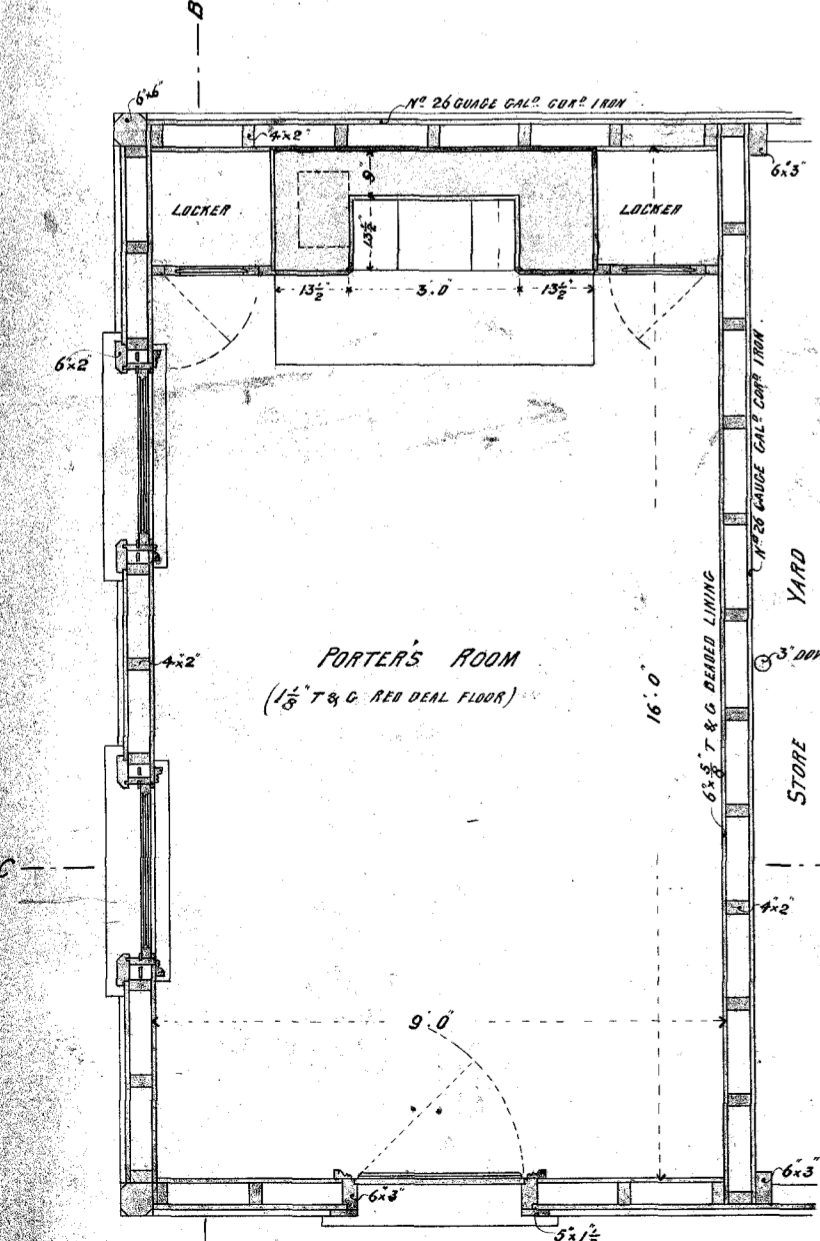 B
6"x6"
Nº 26 GUAGE GALD CORD IRON
4"x2"
6"x3"
LOCKER
9"
13½"
LOCKER
13½"
3'.0"
13½"
6"x2"
Nº 26 GAUGE GALD CORD IRON
YARD
4"x2"
PORTER'S ROOM
(1⅛" T & G RED DEAL FLOOR)
16'.0"
6"x⅝" T & G BEADED LINING
3"
STORE
C
4"x2"
9'.0"
6"x3"
6"x3"
5"x1½